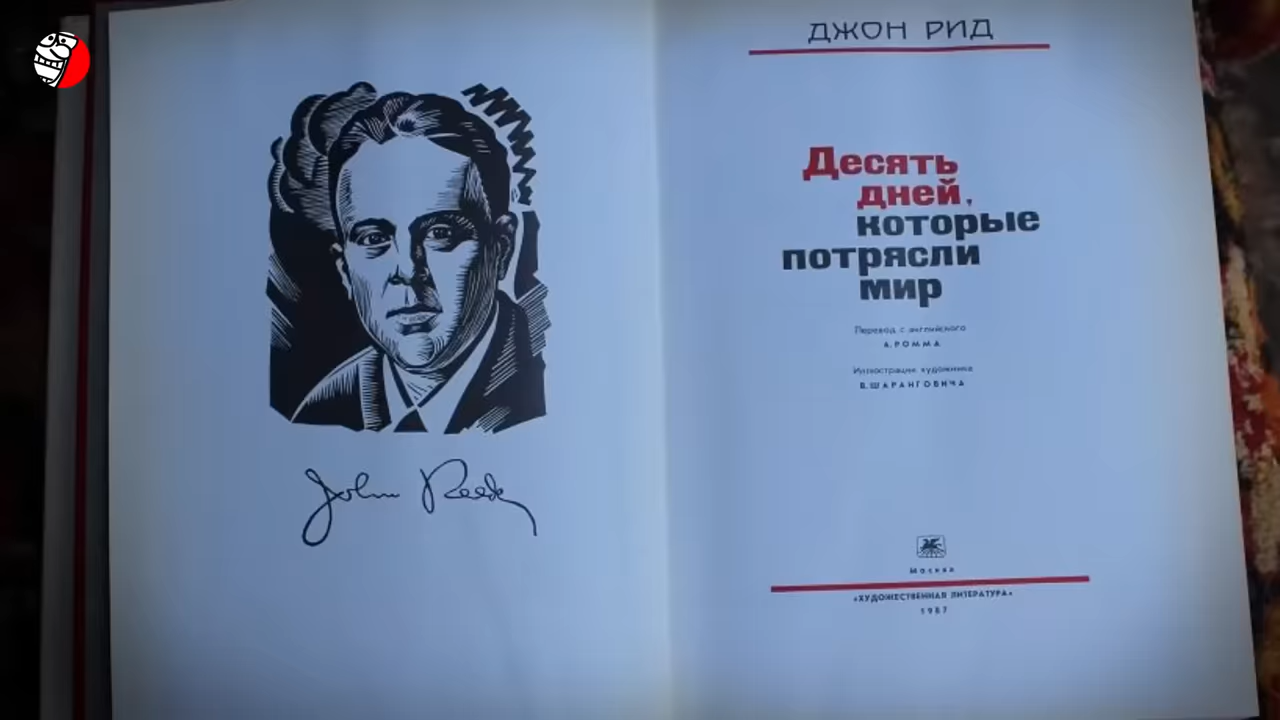 John Reed
ДЖОН РИД
Десять
дней,
которые
потрясли
мир
Перевод с английского
А. РОММА
Иллюстрации художника
В. ШАРАНГОВИЧА
Москва
«ХУДОЖЕСТВЕННАЯ ЛИТЕРАТУРА»
1987